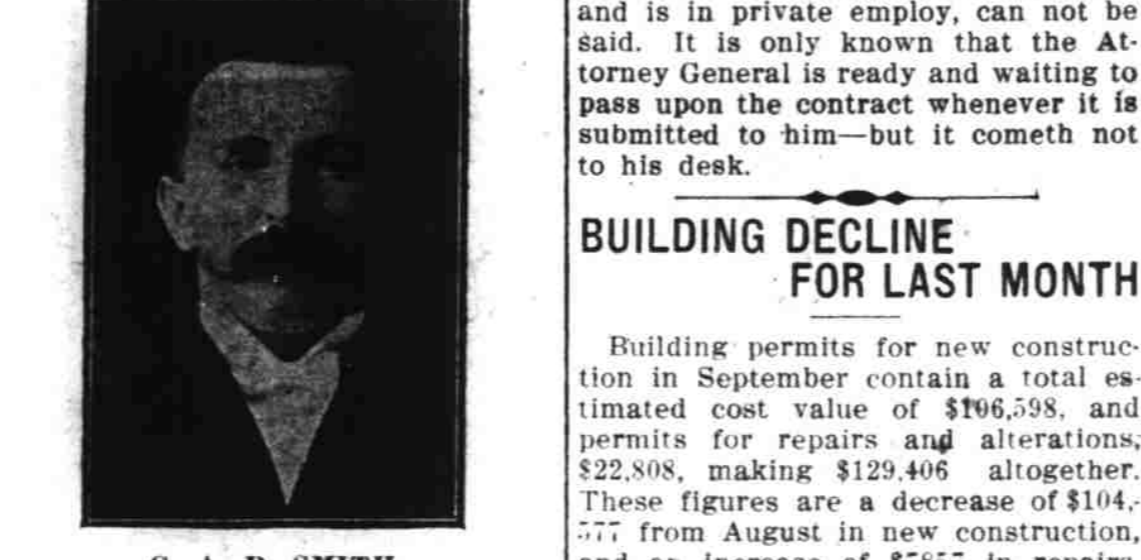 and is in private employ, can not be
said. It is only known that the At-
torney General is ready and waiting to
pass upon the contract whenever it is
submitted to him—but it cometh not
to his desk.
BUILDING DECLINE
FOR LAST MONTH
Building permits for new construc-
tion in September contain a total es-
timated cost value of $106,598, and
permits for repairs and alterations,
$22,808, making $129,406 altogether.
These figures are a decrease of $104,-
577 from August in new construction,
SMITH